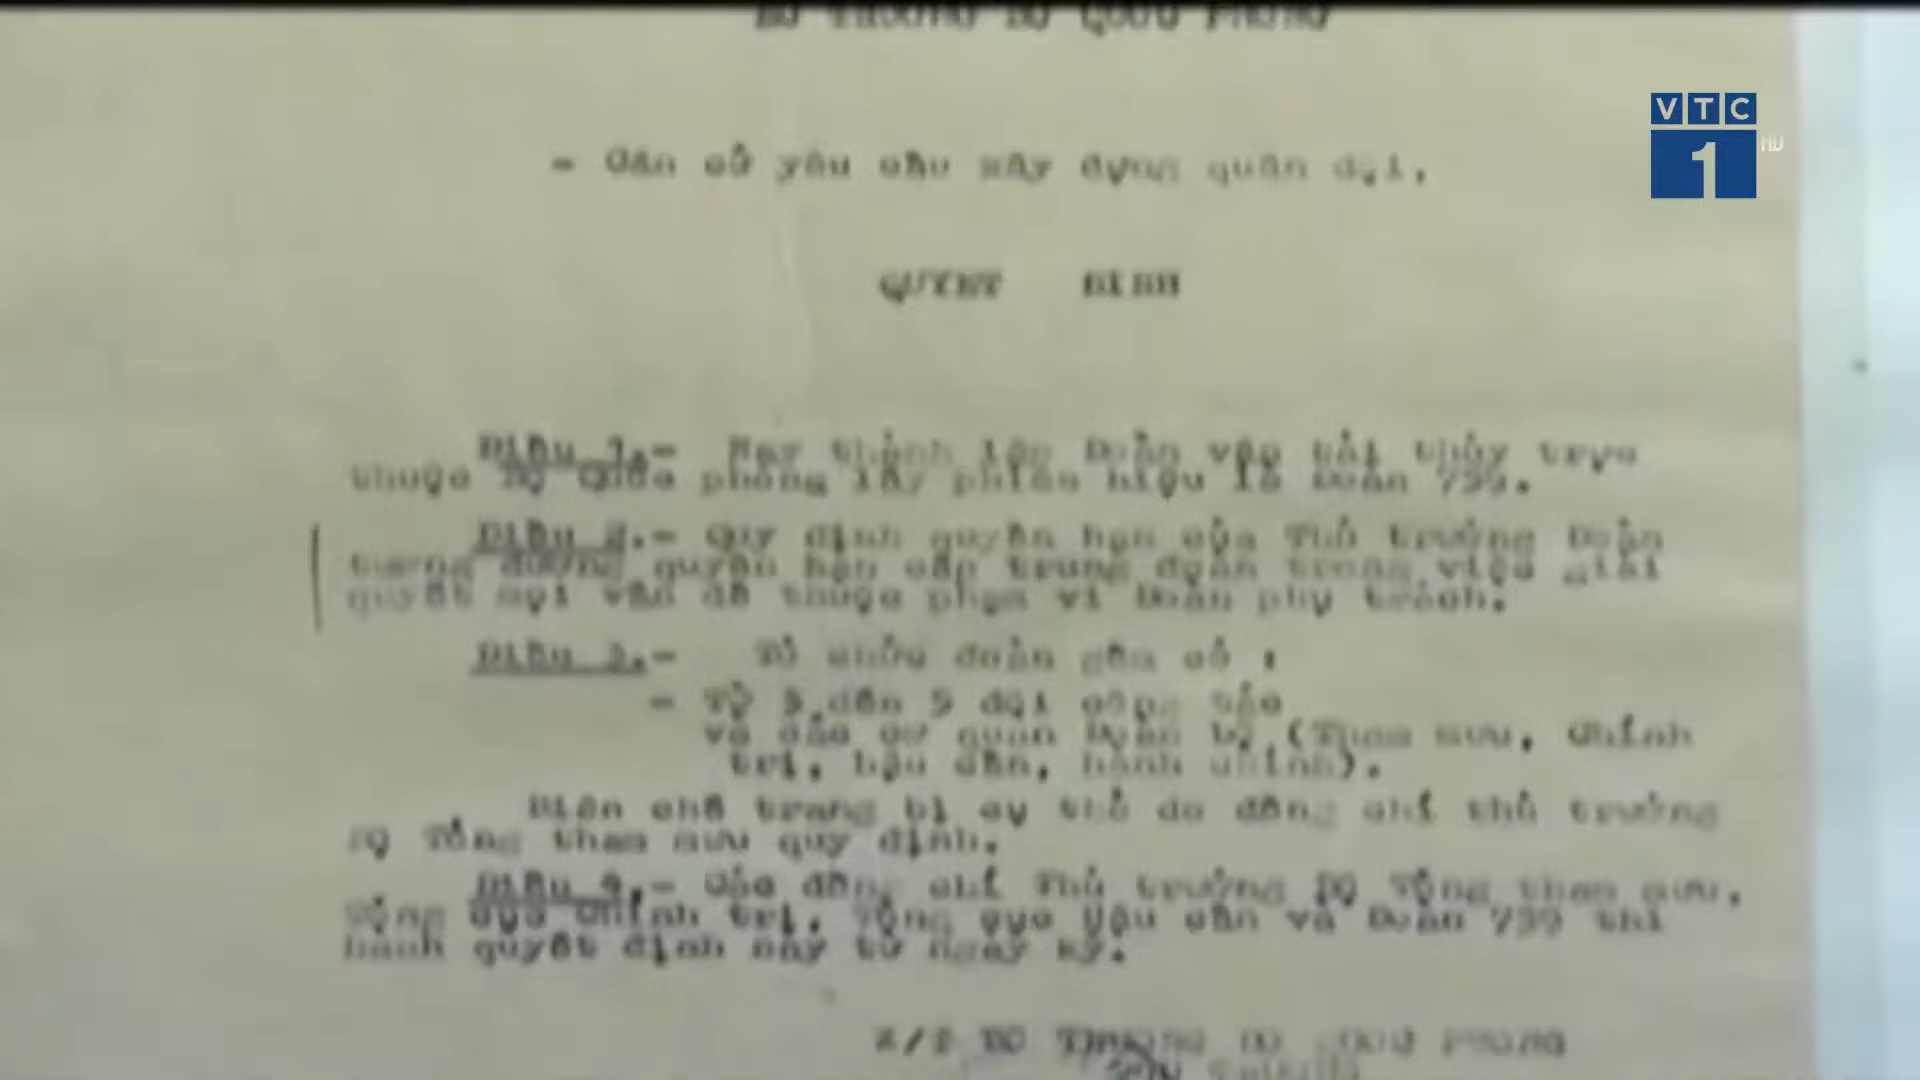 BỘ TRƯỞNG BỘ QUỐC PHÒNG
VTC
1
HD
- Căn cứ yêu cầu xây dựng quân đội,
QUYẾT ĐỊNH
Điều 1.- Nay thành lập Đoàn vận tải thủy trực
thuộc Bộ Quốc phòng lấy phiên hiệu là Đoàn 759.
Điều 2.- Quy định quyền hạn của Thủ trưởng Đoàn
tương đương quyền hạn cấp trung đoàn trong việc giải
quyết mọi vấn đề thuộc phạm vi Đoàn phụ trách.
Điều 3.- Tổ chức đoàn gồm có :
- Từ 3 đến 5 đội công tác
và các cơ quan Đoàn bộ (Tham mưu, Chính
trị, hậu cần, hành chính).
Biên chế trang bị cụ thể do đồng chí thủ trưởng
Bộ Tổng tham mưu quy định.
Điều 4.- Các đồng chí Thủ trưởng Bộ Tổng tham mưu,
Tổng cục Chính trị, Tổng cục Hậu cần và Đoàn 759 thi
hành quyết định này từ ngày ký.
K/T BỘ TRƯỞNG BỘ QUỐC PHÒNG